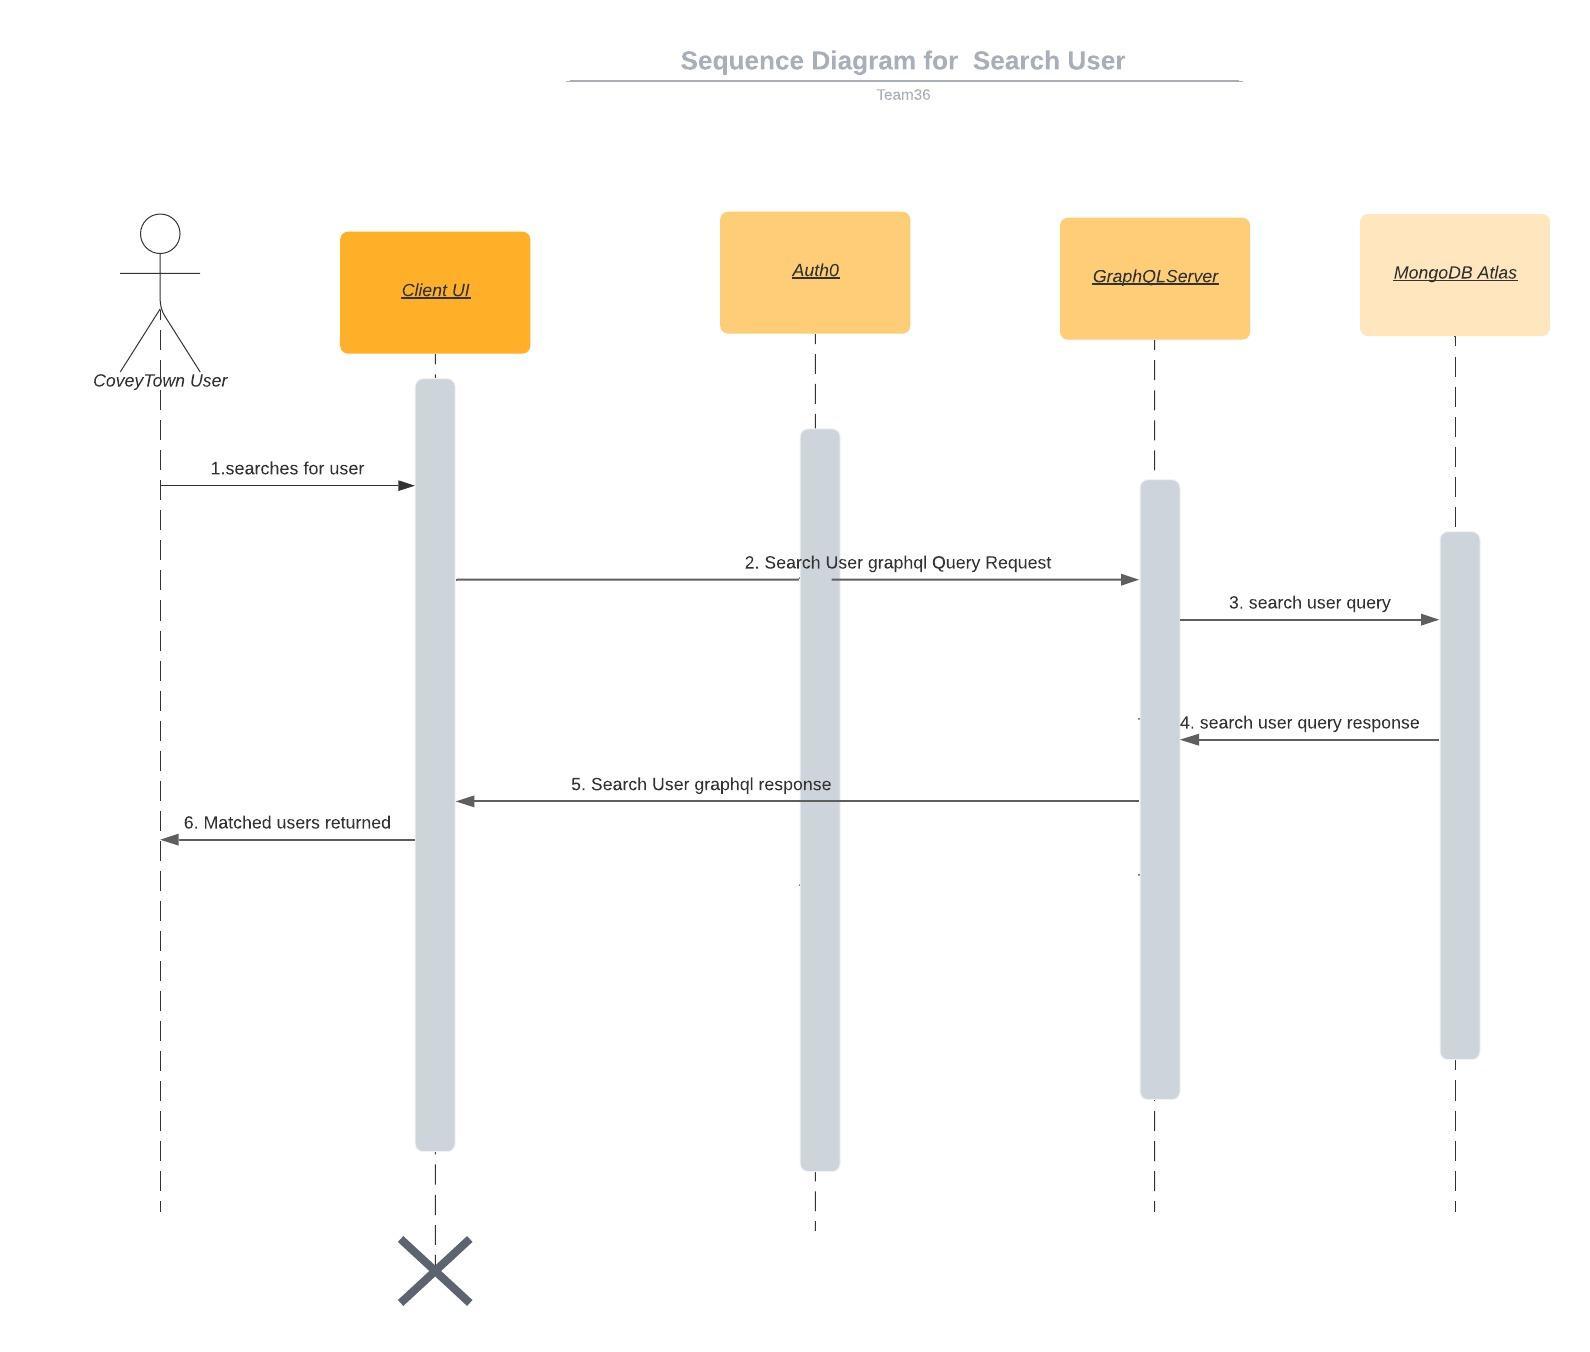 Sequence Diagram for  Search User
Team36
Client UI
Auth0
GraphQLServer
MongoDB Atlas
CoveyTown User
1.searches for user
2. Search User graphql Query Request
3. search user query
4. search user query response
5. Search User graphql response
6. Matched users returned